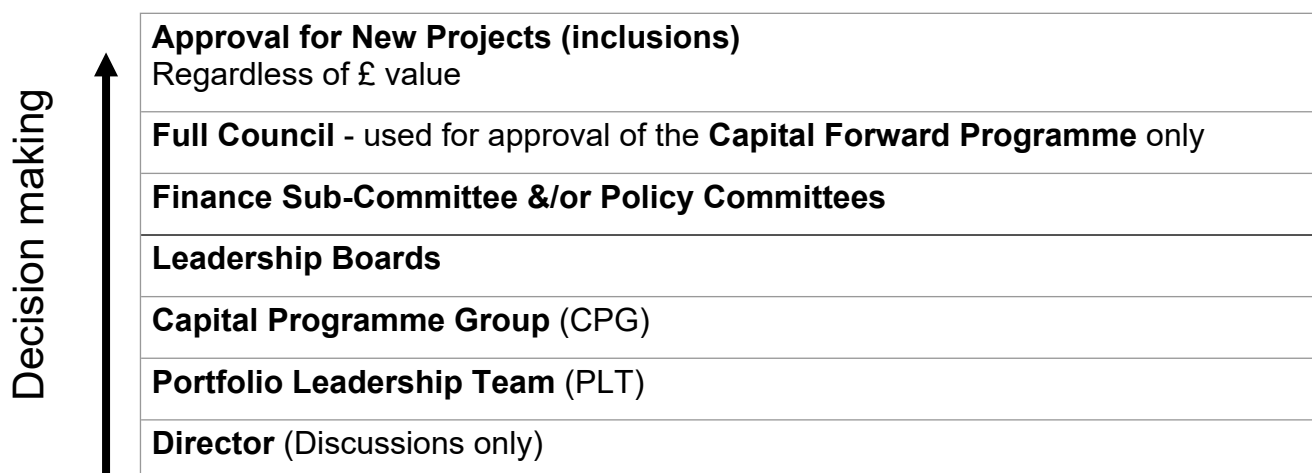 Decision making
Approval for New Projects (inclusions)
Regardless of £ value
Full Council - used for approval of the Capital Forward Programme only
Finance Sub-Committee &/or Policy Committees
Leadership Boards
Capital Programme Group (CPG)
Portfolio Leadership Team (PLT)
Director (Discussions only)